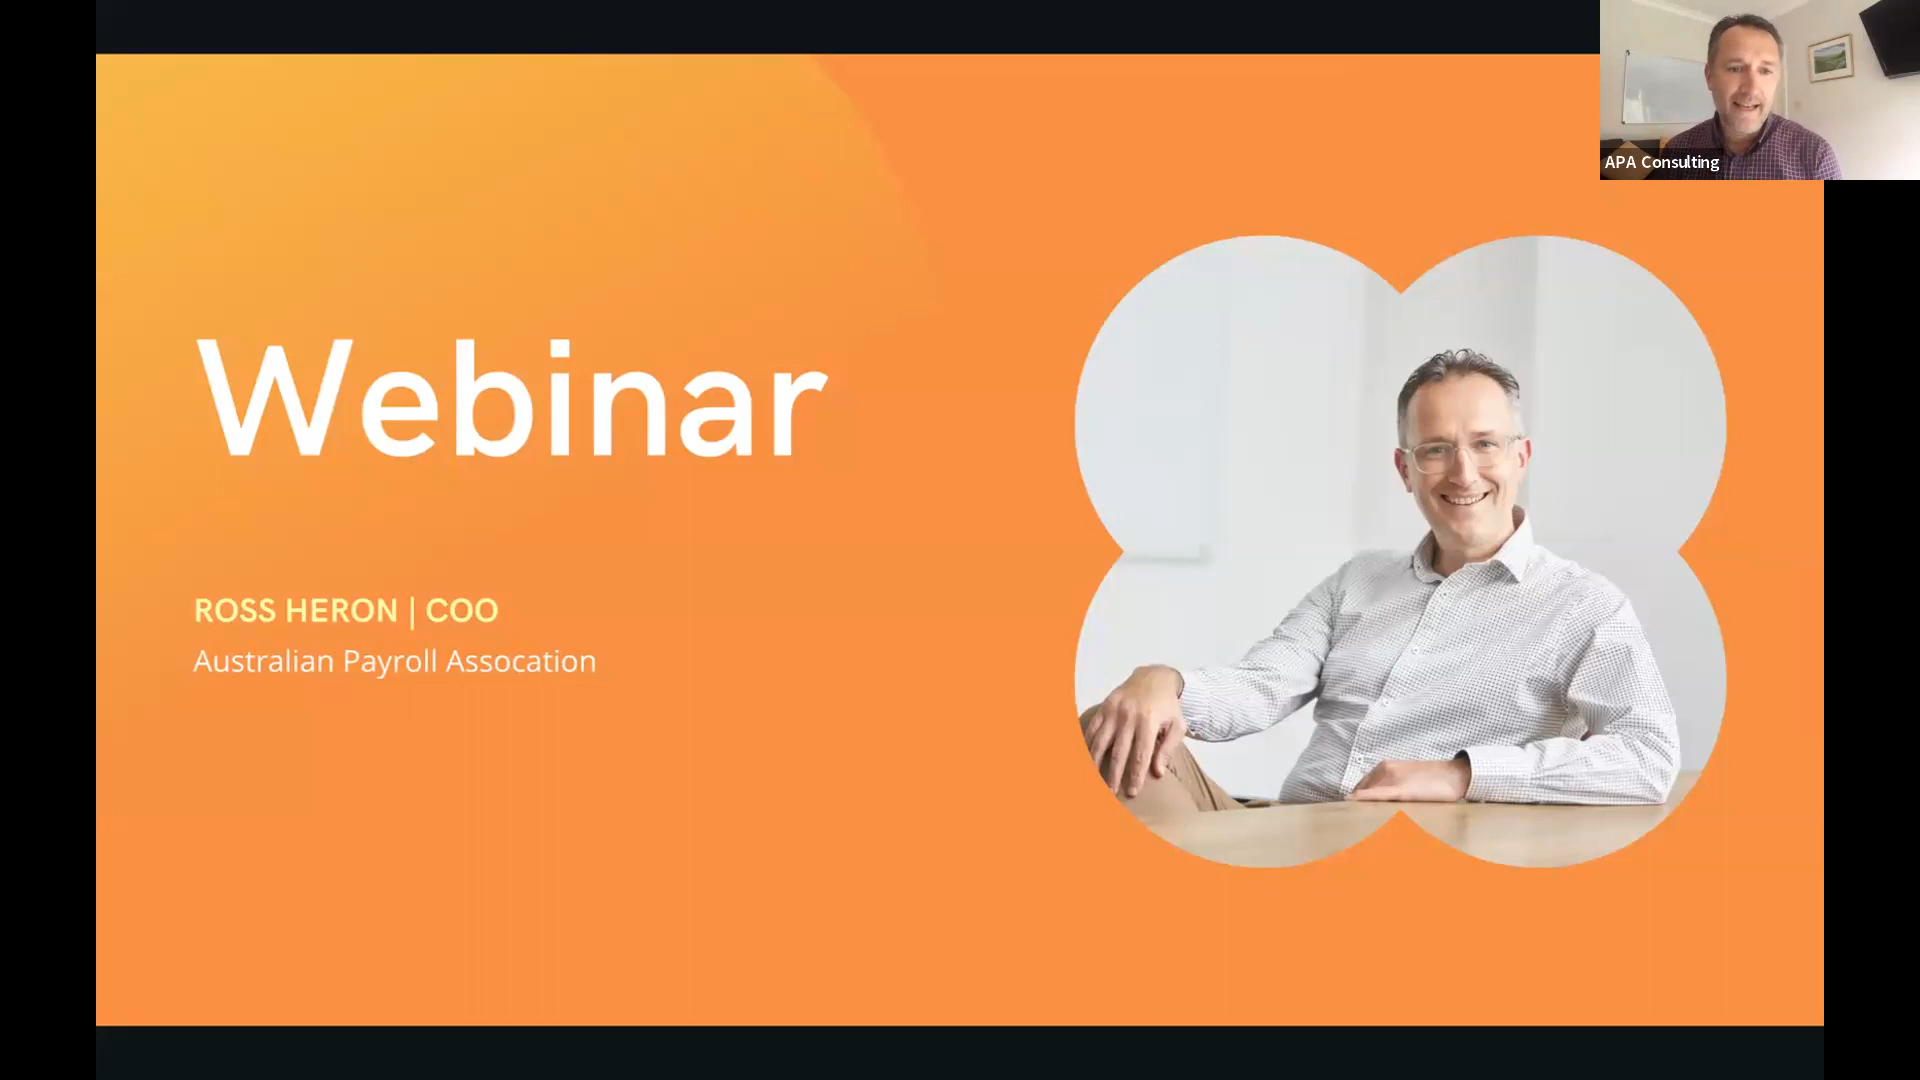 Webinar
ROSS HERON | COO
Australian Payroll Assocation
APA Consulting